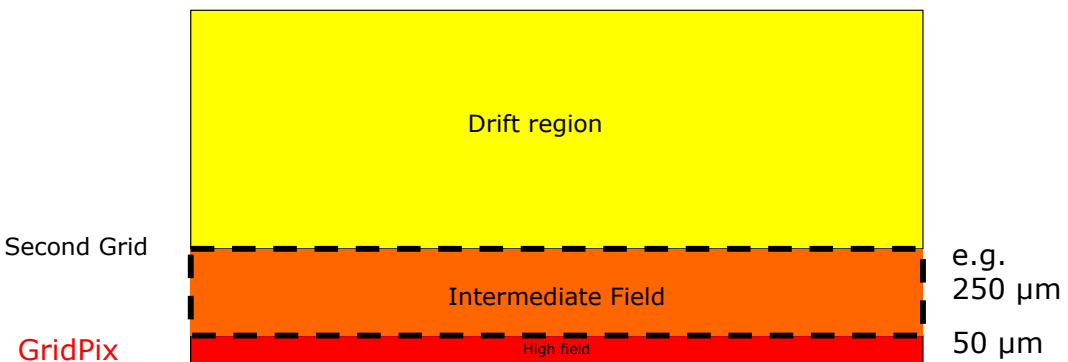 Drift region
Second Grid
e.g.
250 μm
Intermediate Field
GridPix
High field
50 μm